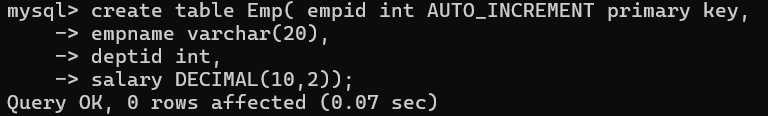 mysql> create table Emp( empid int AUTO_INCREMENT primary key,
    -> empname varchar(20),
    -> deptid int,
    -> salary DECIMAL(10,2));
Query OK, 0 rows affected (0.07 sec)